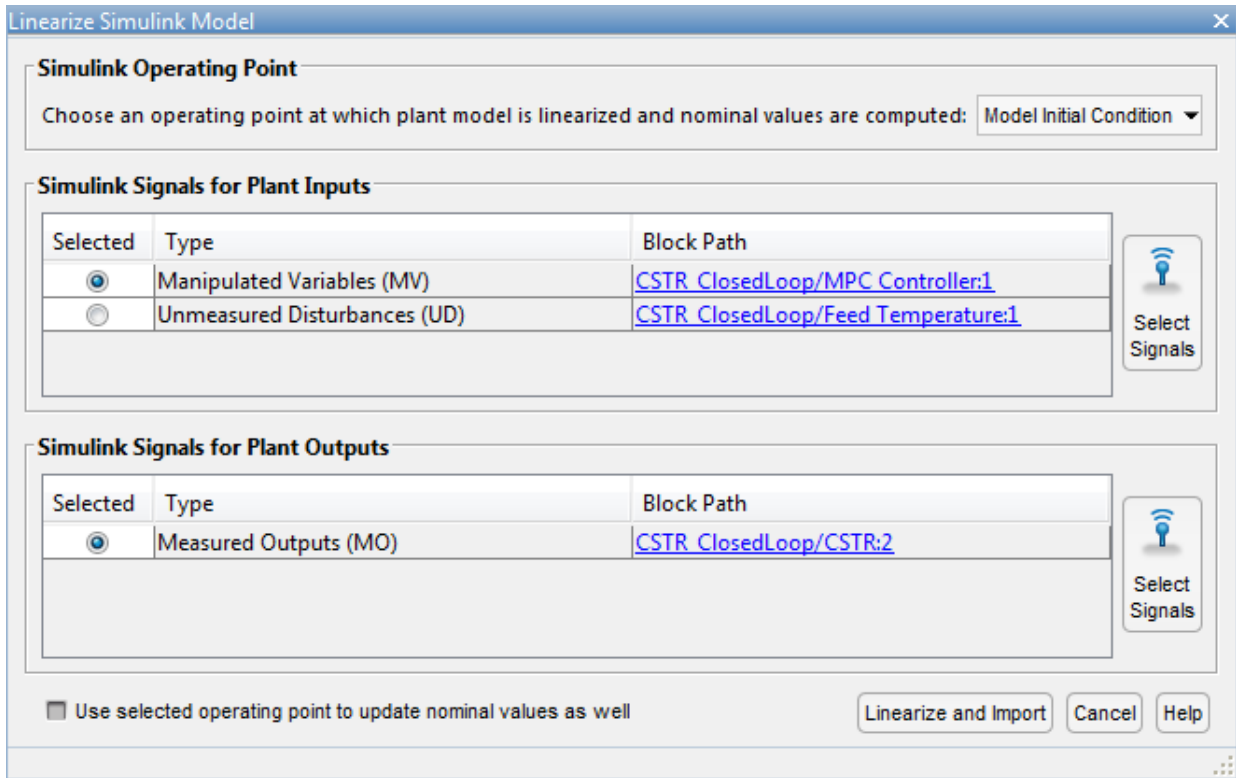 Linearize Simulink Model
Simulink Operating Point
Choose an operating point at which plant model is linearized and nominal values are computed: Model Initial Condition
Simulink Signals for Plant Inputs
Selected Type Block Path
Manipulated Variables (MV) CSTR_ClosedLoop/MPC Controller:1
Unmeasured Disturbances (UD) CSTR_ClosedLoop/Feed Temperature:1
Select
Signals
Simulink Signals for Plant Outputs
Selected Type Block Path
Measured Outputs (MO) CSTR_ClosedLoop/CSTR:2
Select
Signals
Use selected operating point to update nominal values as well Linearize and Import Cancel Help